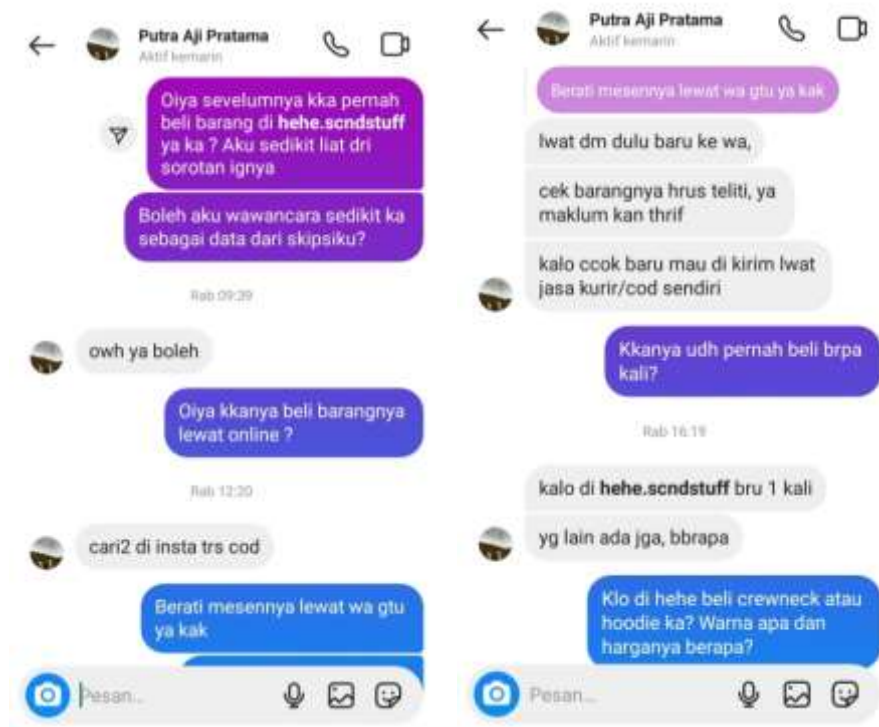 Putra Aji Pratama
Aktif kemarin
Oiya sevelumnya kka pernah
beli barang di hehe.scndstuff
ya ka ? Aku sedikit liat dri
sorotan ignya
Boleh aku wawancara sedikit ka
sebagai data dari skipsiku?
Rab 09:39
owh ya boleh
Oiya kkanya beli barangnya
lewat online ?
Rab 12:20
cari2 di insta trs cod
Berati mesennya lewat wa gtu
ya kak
Pesan...
Putra Aji Pratama
Aktif kemarin
Berati mesennya lewat wa gtu ya kak
lwat dm dulu baru ke wa,
cek barangnya hrus teliti, ya
maklum kan thrif
kalo ccok baru mau di kirim lwat
jasa kurir/cod sendiri
Kkanya udh pernah beli brpa
kali?
Rab 16:19
kalo di hehe.scndstuff bru 1 kali
yg lain ada jga, bbrapa
Klo di hehe beli crewneck atau
hoodie ka? Warna apa dan
harganya berapa?
Pesan...